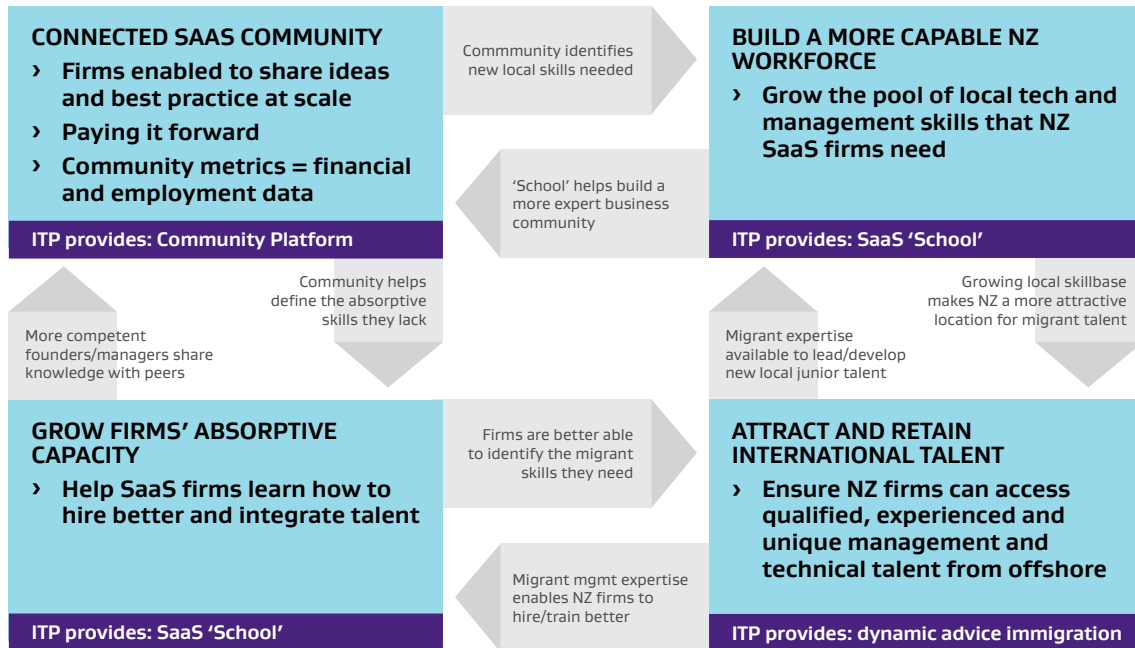 CONNECTED SAAS COMMUNITY
› Firms enabled to share ideas
and best practice at scale
› Paying it forward
› Community metrics = financial
and employment data
ITP provides: Community Platform
Commmunity identifies
new local skills needed
‘School’ helps build a
more expert business
community
BUILD A MORE CAPABLE NZ
WORKFORCE
› Grow the pool of local tech and
management skills that NZ
SaaS firms need
ITP provides: SaaS ‘School’
More competent
founders/managers share
knowledge with peers
Community helps
define the absorptive
skills they lack
Migrant expertise
available to lead/develop
new local junior talent
Growing local skillbase
makes NZ a more attractive
location for migrant talent
GROW FIRMS’ ABSORPTIVE
CAPACITY
› Help SaaS firms learn how to
hire better and integrate talent
ITP provides: SaaS ‘School’
Firms are better able
to identify the migrant
skills they need
Migrant mgmt expertise
enables NZ firms to
hire/train better
ATTRACT AND RETAIN
INTERNATIONAL TALENT
› Ensure NZ firms can access
qualified, experienced and
unique management and
technical talent from offshore
ITP provides: dynamic advice immigration